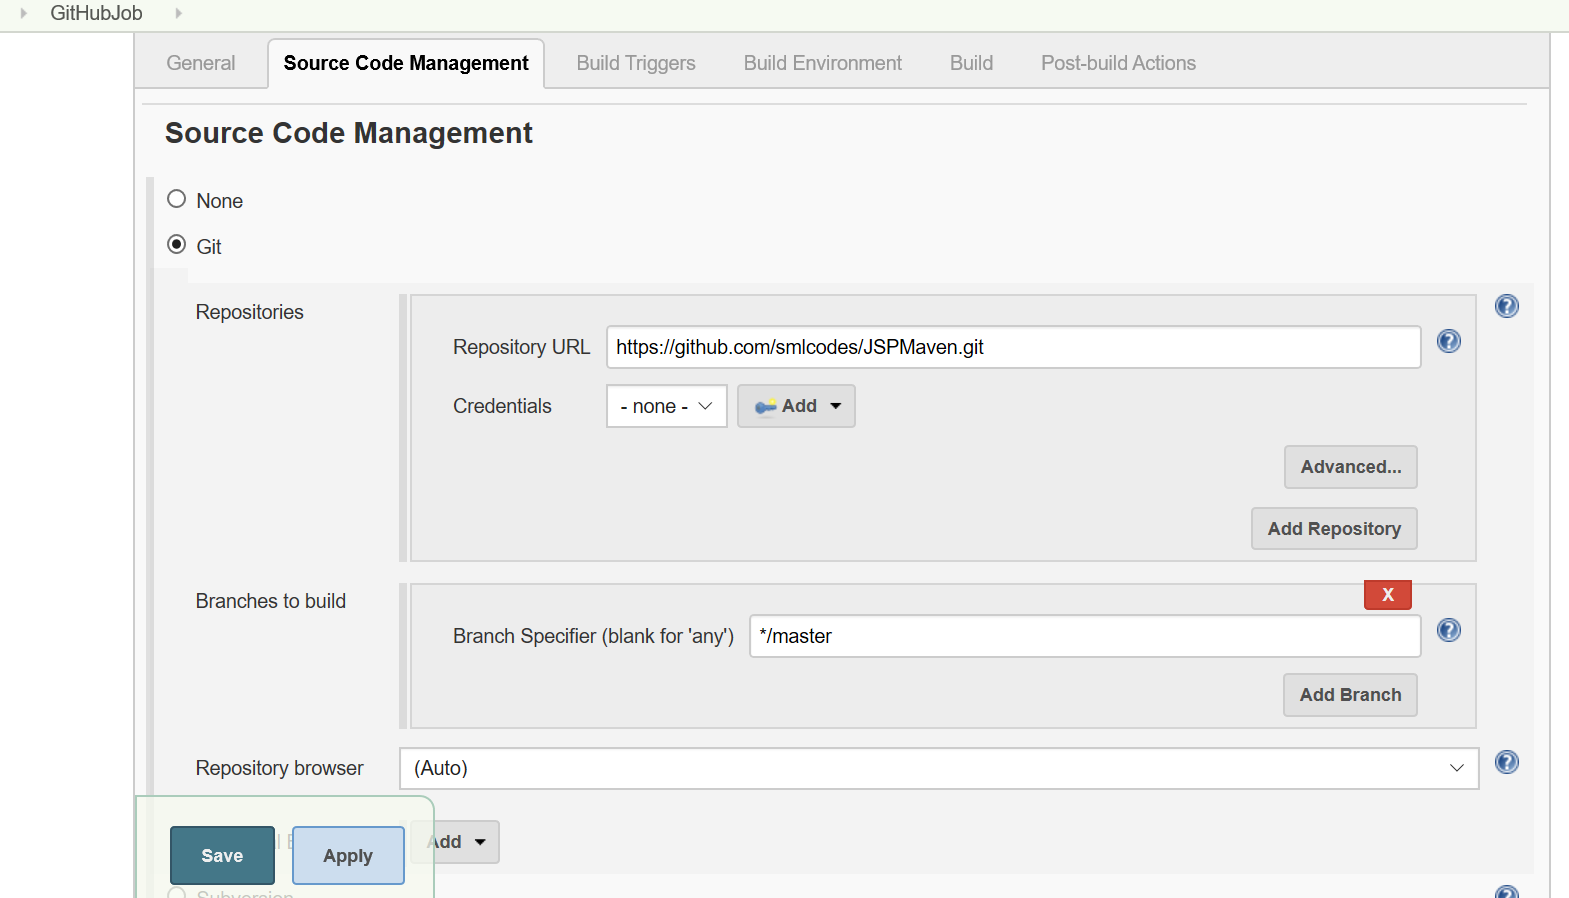 GitHubJob
General Source Code Management Build Triggers Build Environment Build Post-build Actions
Source Code Management
None
Git
Repositories
Repository URL https://github.com/smlcodes/JSPMaven.git
Credentials - none - Add
Advanced...
Add Repository
Branches to build
X
Branch Specifier (blank for 'any') */master
Add Branch
Repository browser (Auto)
Add
Save Apply
Subversion